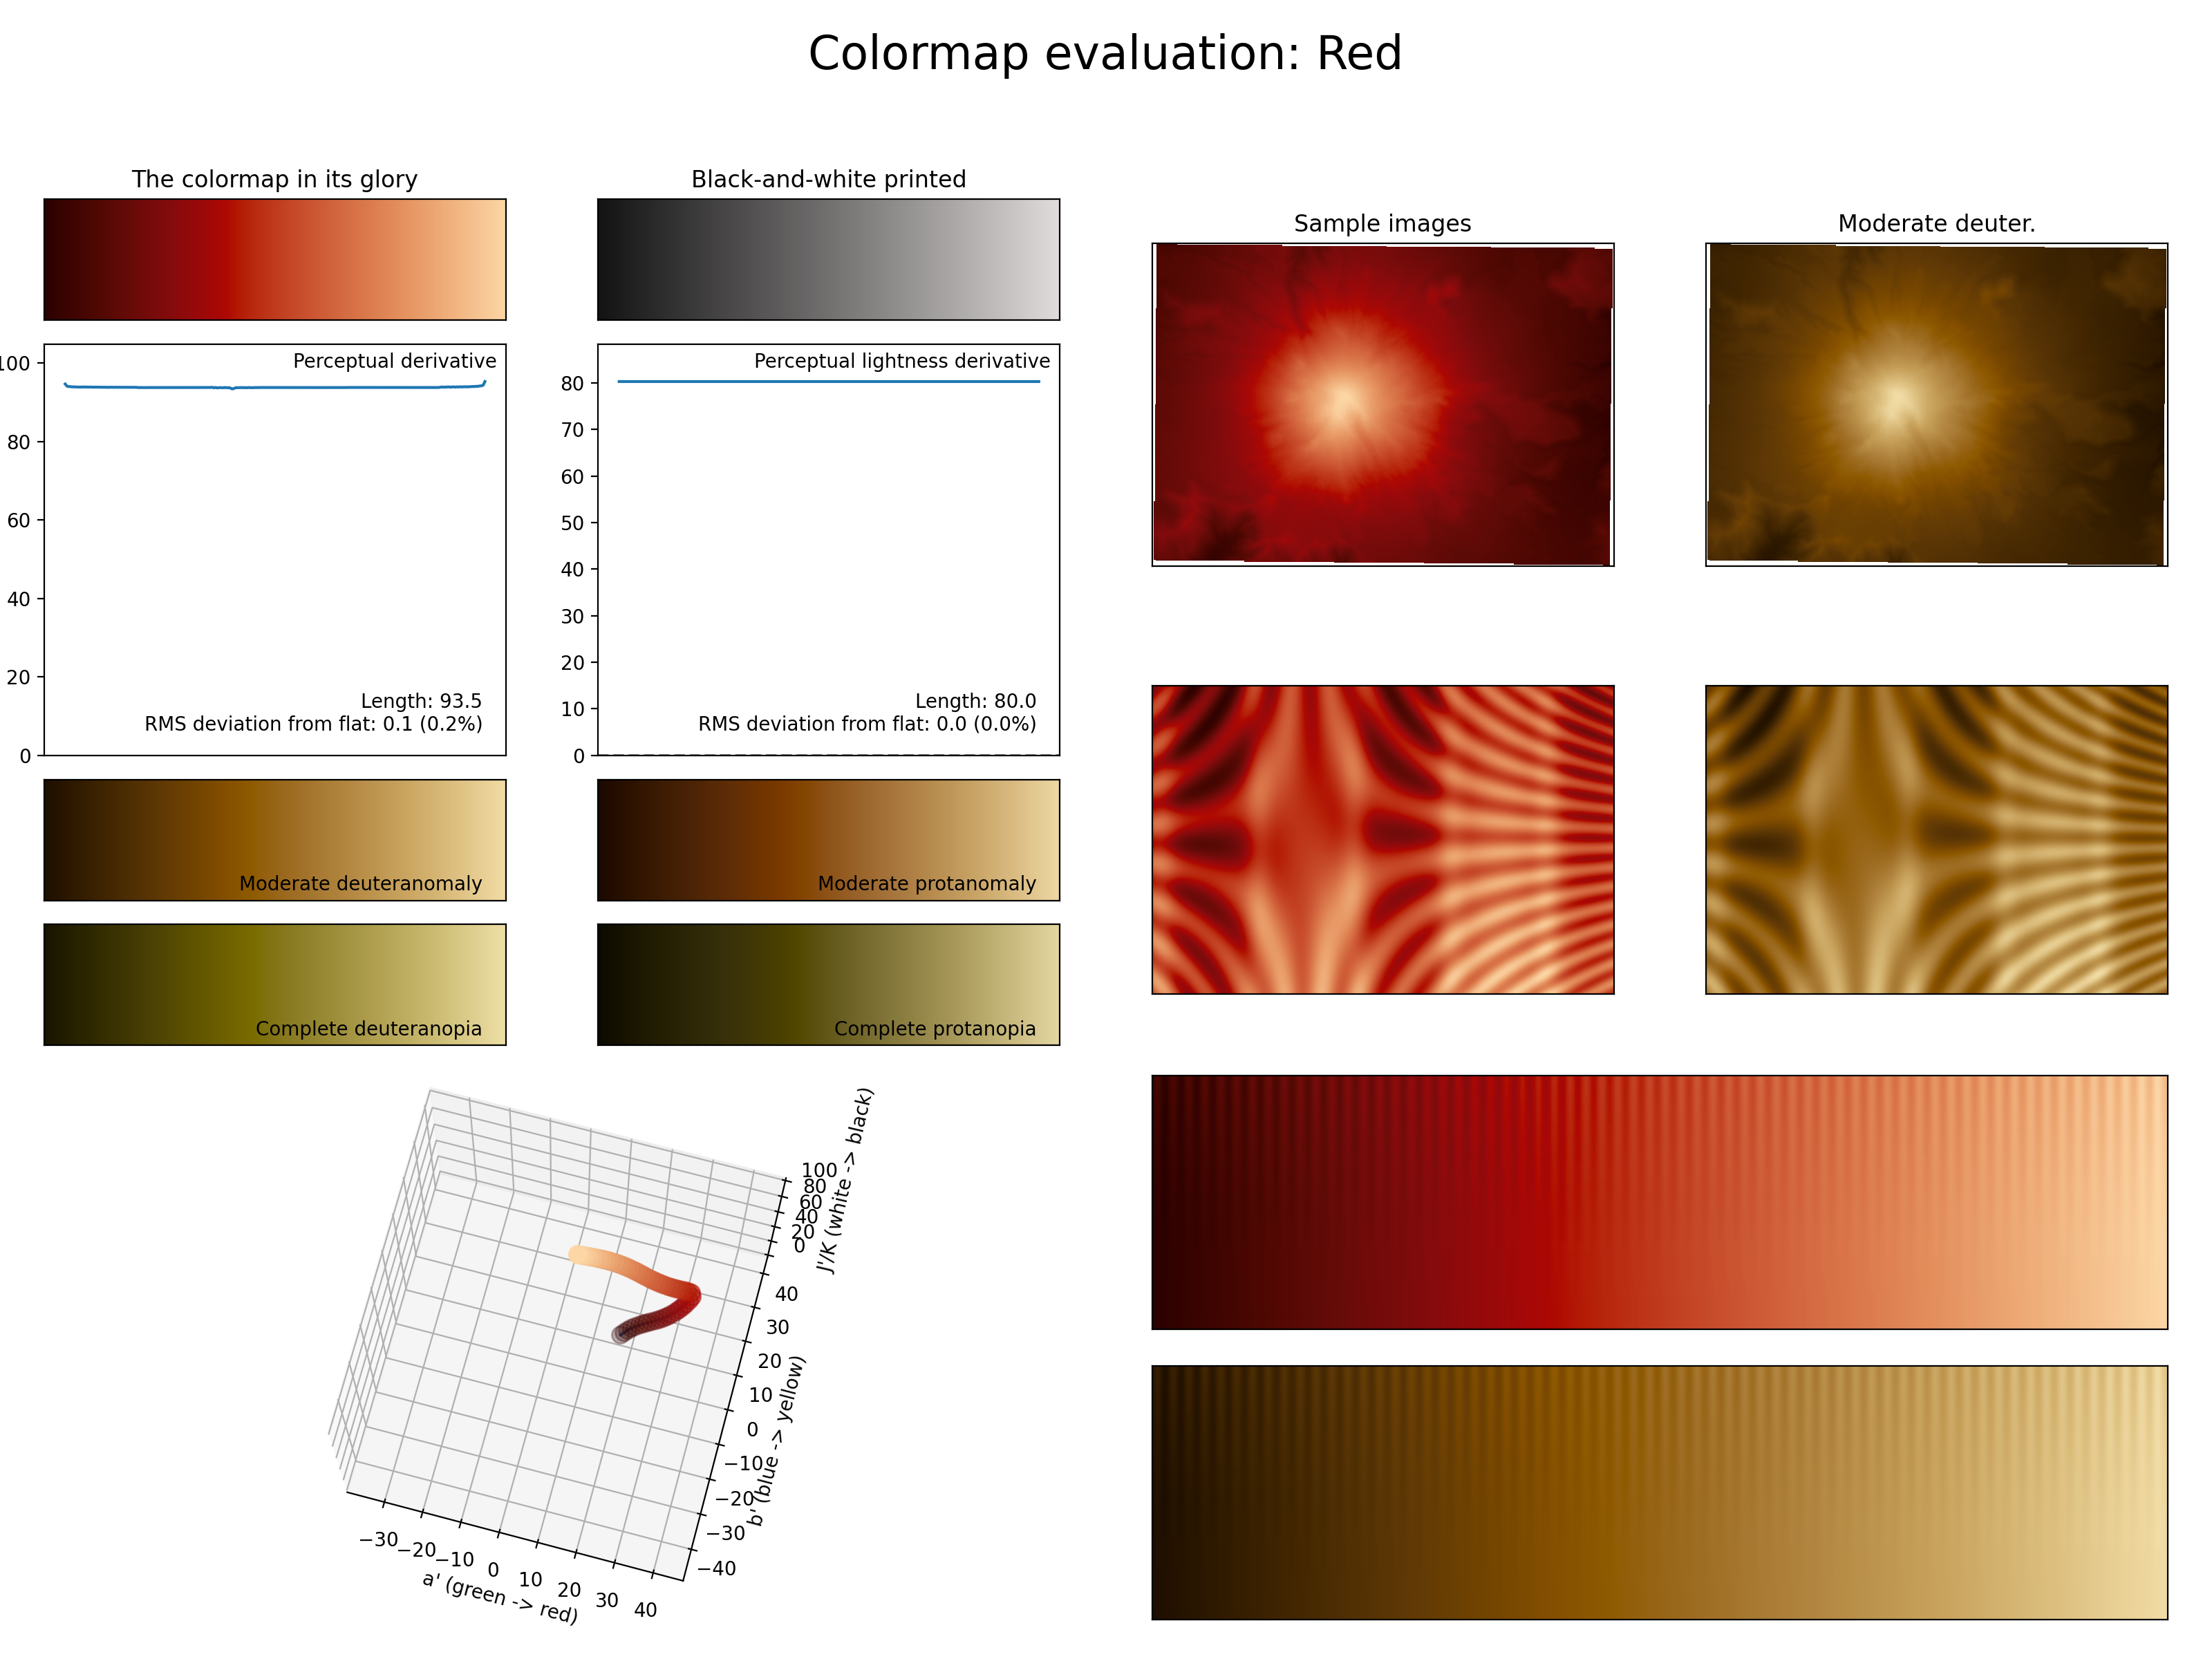 Colormap evaluation: Red
The colormap in its glory
Black-and-white printed
Sample images
Moderate deuter.
Perceptual derivative
100
80
60
40
20
0
Length: 93.5
RMS deviation from flat: 0.1 (0.2%)
Perceptual lightness derivative
80
70
60
50
40
30
20
10
0
Length: 80.0
RMS deviation from flat: 0.0 (0.0%)
Moderate deuteranomaly
Moderate protanomaly
Complete deuteranopia
Complete protanopia
J'/K (white -> black)
100
80
60
40
20
0
b' (blue -> yellow)
40
30
20
10
0
−10
−20
−30
−40
−30
−20
−10
0
10
20
30
40
a' (green -> red)